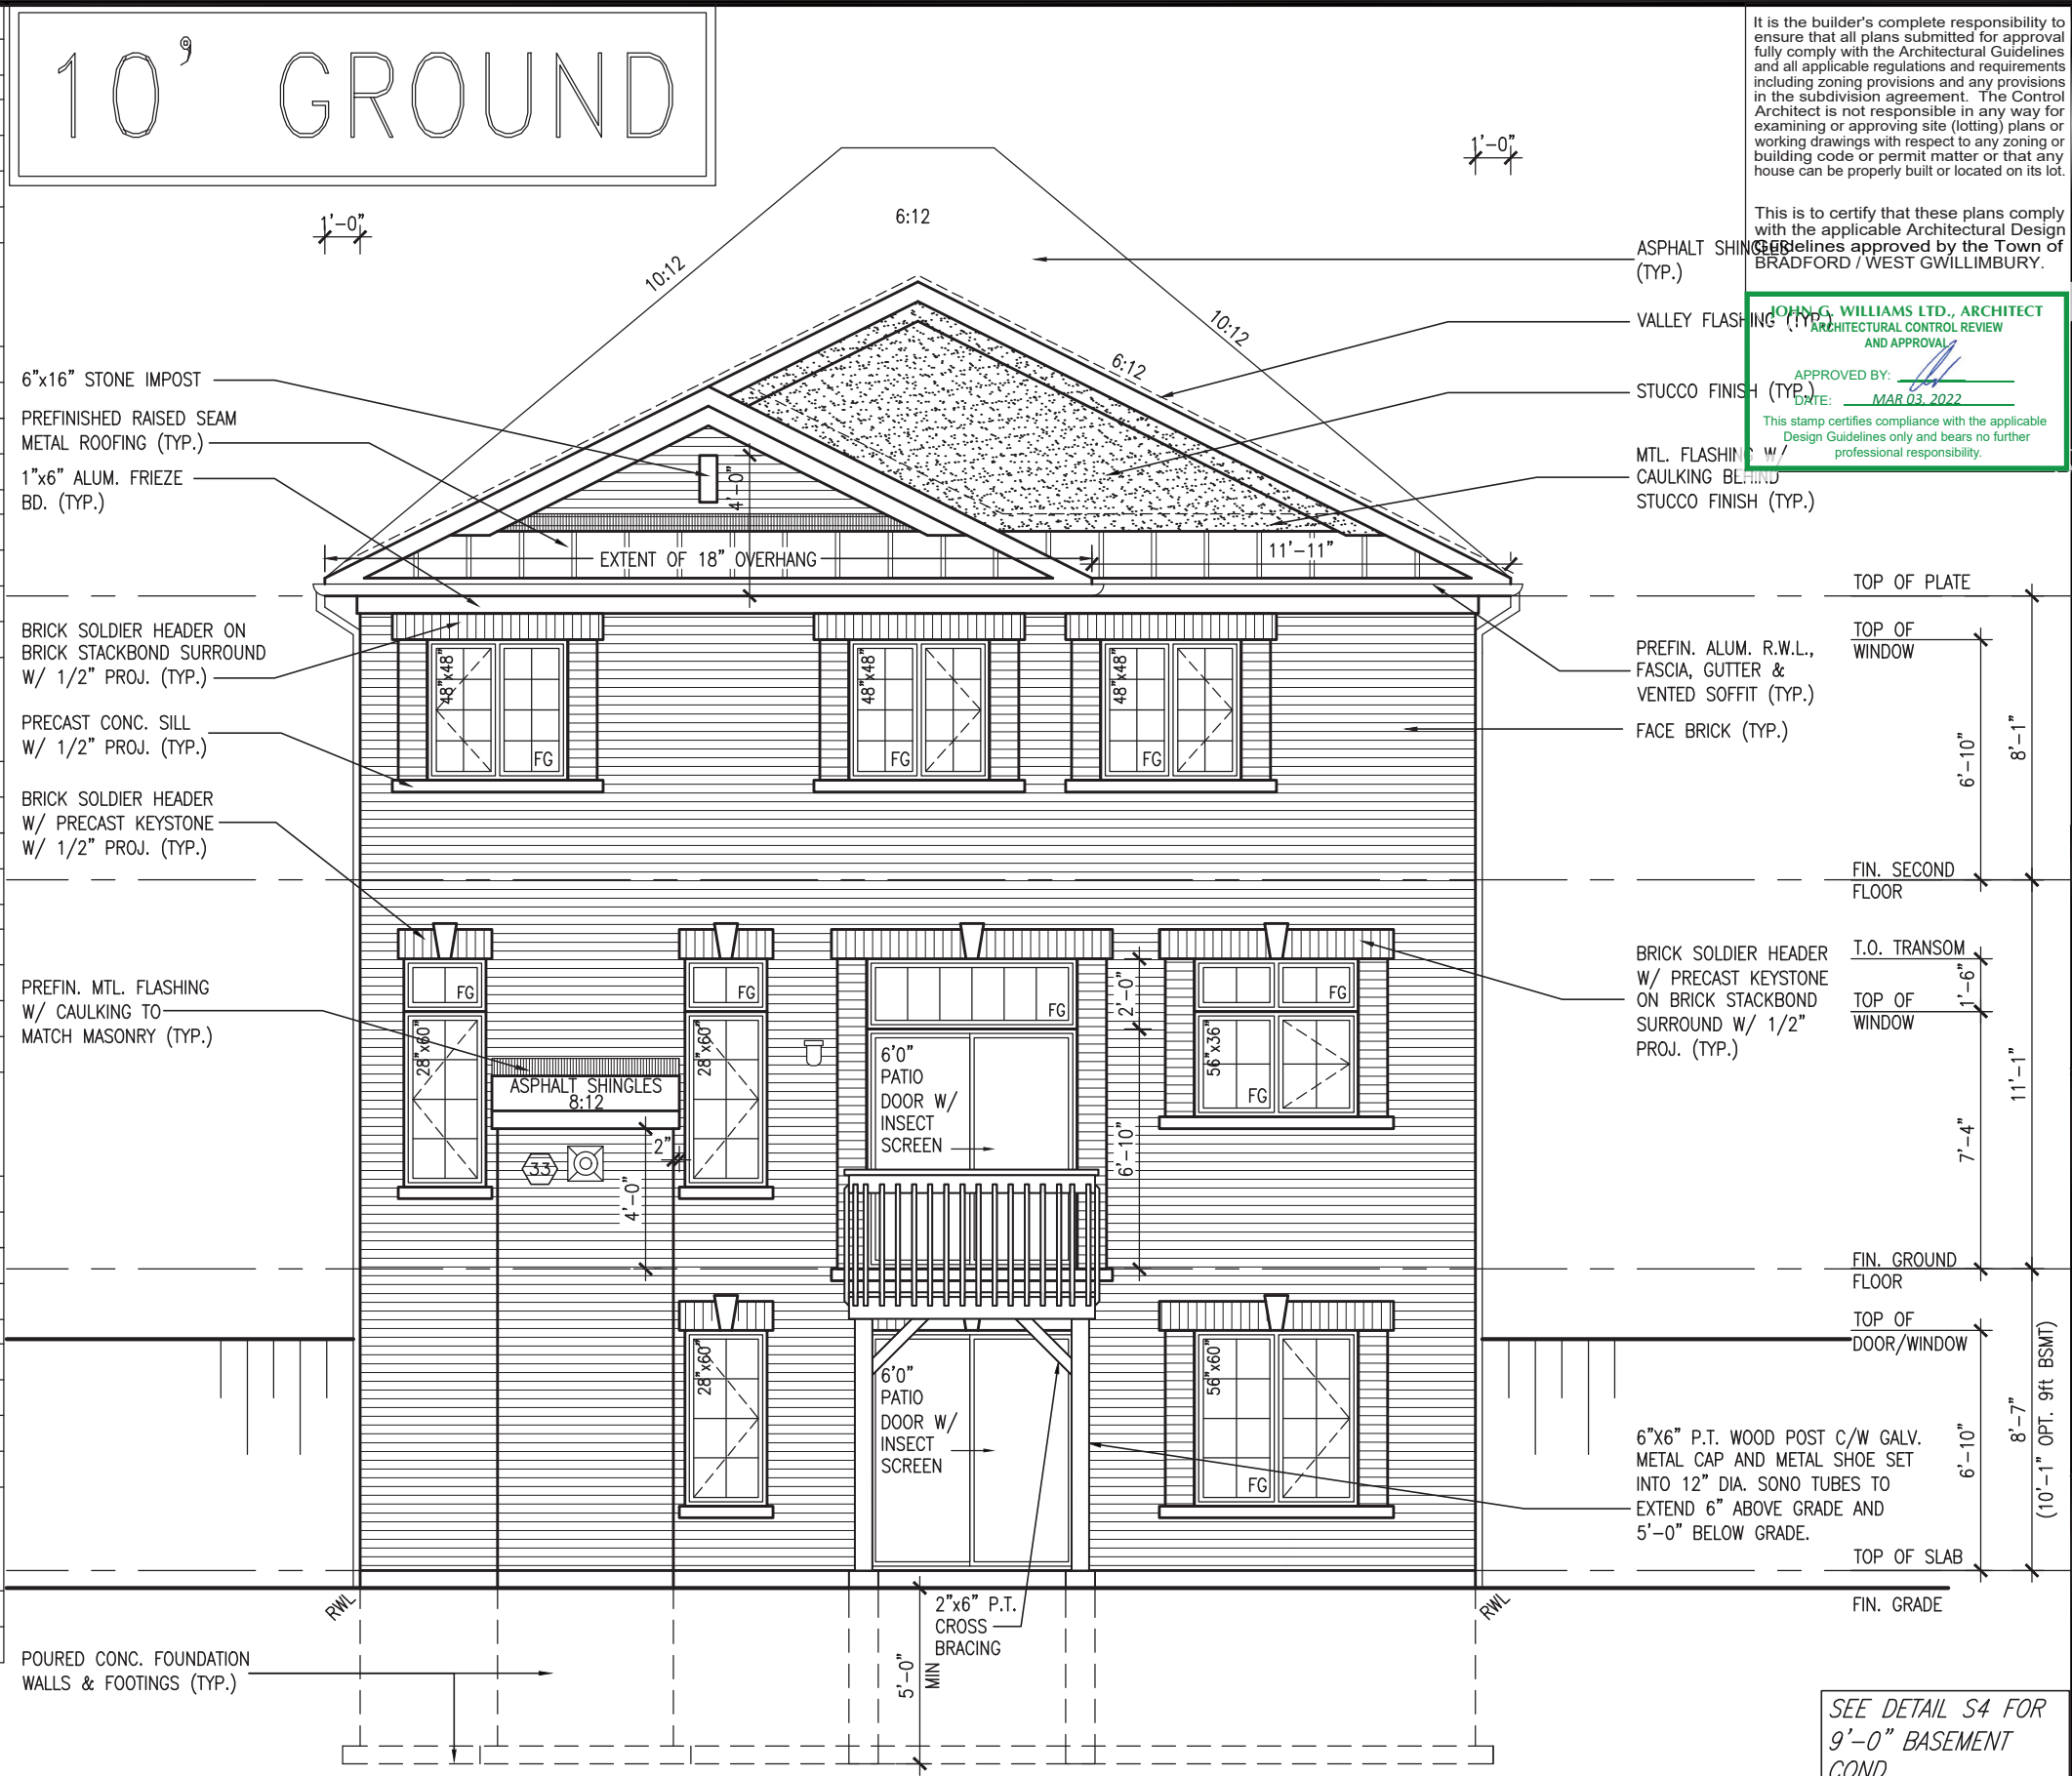 10' GROUND
It is the builder's complete responsibility to
ensure that all plans submitted for approval
fully comply with the Architectural Guidelines
and all applicable regulations and requirements
including zoning provisions and any provisions
in the subdivision agreement. The Control
Architect is not responsible in any way for
examining or approving site (lotting) plans or
working drawings with respect to any zoning or
building code or permit matter or that any
house can be properly built or located on its lot.
This is to certify that these plans comply
with the applicable Architectural Design
Guidelines approved by the Town of
BRADFORD / WEST GWILLIMBURY.
JOHN G. WILLIAMS LTD., ARCHITECT
ARCHITECTURAL CONTROL REVIEW
AND APPROVAL
APPROVED BY:
DATE: MAR 03, 2022
This stamp certifies compliance with the applicable
Design Guidelines only and bears no further
professional responsibility.
1'-0"
1'-0"
6:12
10:12
10:12
6:12
6"x16" STONE IMPOST
PREFINISHED RAISED SEAM
METAL ROOFING (TYP.)
1"x6" ALUM. FRIEZE
BD. (TYP.)
BRICK SOLDIER HEADER ON
BRICK STACKBOND SURROUND
W/ 1/2" PROJ. (TYP.)
PRECAST CONC. SILL
W/ 1/2" PROJ. (TYP.)
BRICK SOLDIER HEADER
W/ PRECAST KEYSTONE
W/ 1/2" PROJ. (TYP.)
PREFIN. MTL. FLASHING
W/ CAULKING TO
MATCH MASONRY (TYP.)
POURED CONC. FOUNDATION
WALLS & FOOTINGS (TYP.)
ASPHALT SHINGLES
(TYP.)
VALLEY FLASHING (TYP.)
STUCCO FINISH (TYP.)
MTL. FLASHING W/
CAULKING BEHIND
STUCCO FINISH (TYP.)
PREFIN. ALUM. R.W.L.,
FASCIA, GUTTER &
VENTED SOFFIT (TYP.)
FACE BRICK (TYP.)
BRICK SOLDIER HEADER
W/ PRECAST KEYSTONE
ON BRICK STACKBOND
SURROUND W/ 1/2"
PROJ. (TYP.)
6"X6" P.T. WOOD POST C/W GALV.
METAL CAP AND METAL SHOE SET
INTO 12" DIA. SONO TUBES TO
EXTEND 6" ABOVE GRADE AND
5'-0" BELOW GRADE.
4'-0"
EXTENT OF 18" OVERHANG
11'-11"
48"x48"
FG
48"x48"
FG
48"x48"
FG
FG
28"x60"
FG
28"x60"
FG
2'-0"
FG
56"x36"
FG
ASPHALT SHINGLES
8:12
33
2"
4'-0"
6'0"
PATIO
DOOR W/
INSECT
SCREEN
6'-10"
28"x60"
6'0"
PATIO
DOOR W/
INSECT
SCREEN
56"x60"
FG
2"x6" P.T.
CROSS
BRACING
5'-0"
MIN
RWL
RWL
TOP OF PLATE
TOP OF
WINDOW
6'-10"
8'-1"
FIN. SECOND
FLOOR
T.O. TRANSOM
1'-6"
TOP OF
WINDOW
11'-1"
7'-4"
FIN. GROUND
FLOOR
TOP OF
DOOR/WINDOW
6'-10"
8'-7"
(10'-1" OPT. 9ft BSMT)
TOP OF SLAB
FIN. GRADE
SEE DETAIL S4 FOR
9'-0" BASEMENT
COND